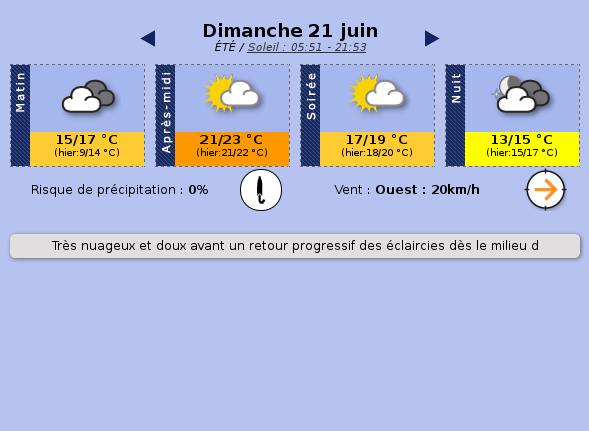 Dimanche 21 juin
ÉTÉ / Soleil : 05:51 - 21:53
Matin
15/17 °C
(hier:9/14 °C)
Après-midi
21/23 °C
(hier:21/22 °C)
Soirée
17/19 °C
(hier:18/20 °C)
Nuit
13/15 °C
(hier:15/17 °C)
Risque de précipitation : 0%
Vent : Ouest : 20km/h
Très nuageux et doux avant un retour progressif des éclaircies dès le milieu d